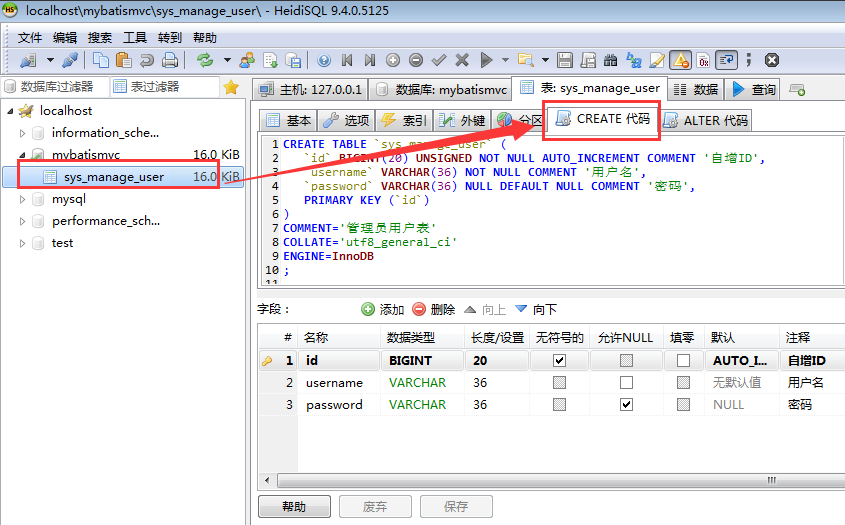 localhost\mybatismvc\sys_manage_user\ - HeidiSQL 9.4.0.5125
文件 编辑 搜索 工具 转到 帮助
数据库过滤器 表过滤器
主机: 127.0.0.1 数据库: mybatismvc 表: sys_manage_user 数据 查询
localhost
information_sche...
mybatismvc 16.0 KiB
sys_manage_user 16.0 KiB
mysql
performance_sch...
test
基本 选项 索引 外键 分区 CREATE 代码 ALTER 代码
1 CREATE TABLE `sys_manage_user` (
2 `id` BIGINT(20) UNSIGNED NOT NULL AUTO_INCREMENT COMMENT '自增ID',
3 `username` VARCHAR(36) NOT NULL COMMENT '用户名',
4 `password` VARCHAR(36) NULL DEFAULT NULL COMMENT '密码',
5 PRIMARY KEY (`id`)
6 )
7 COMMENT='管理员用户表'
8 COLLATE='utf8_general_ci'
9 ENGINE=InnoDB
10 ;
11
字段: 添加 删除 向上 向下
# 名称 数据类型 长度/设置 无符号的 允许NULL 填零 默认 注释
1 id BIGINT 20 AUTO_I... 自增ID
2 username VARCHAR 36 无默认值 用户名
3 password VARCHAR 36 NULL 密码
帮助 废弃 保存